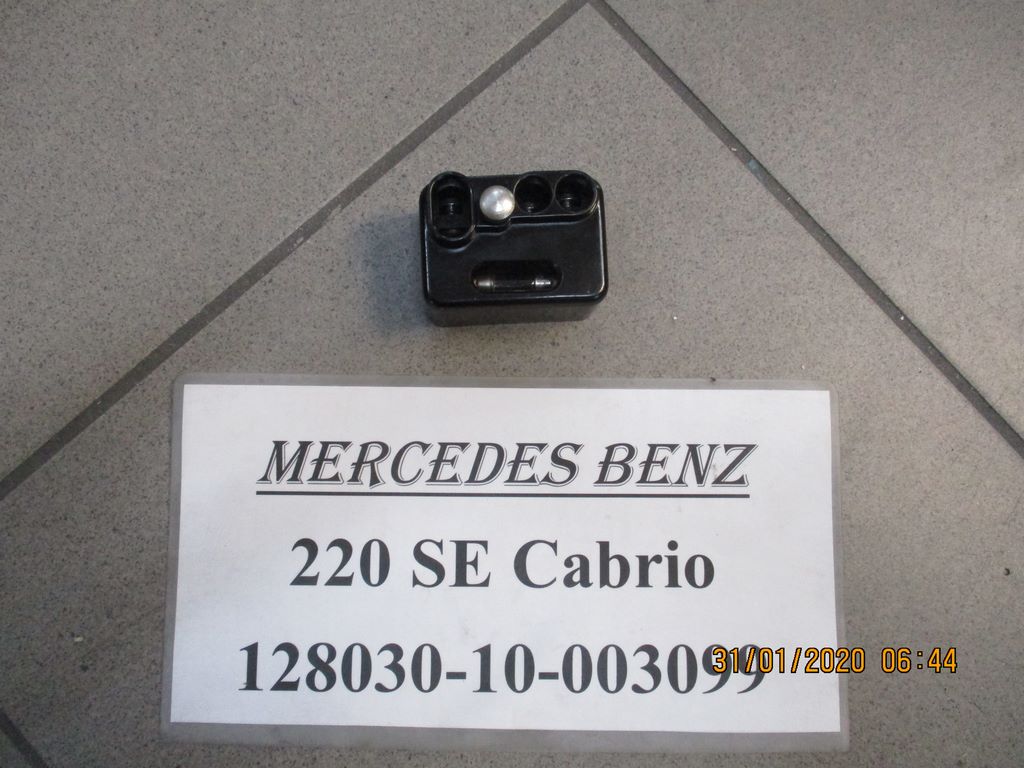 MERCEDES BENZ
220 SE Cabrio
128030-10-003099
31/01/2020 06:44